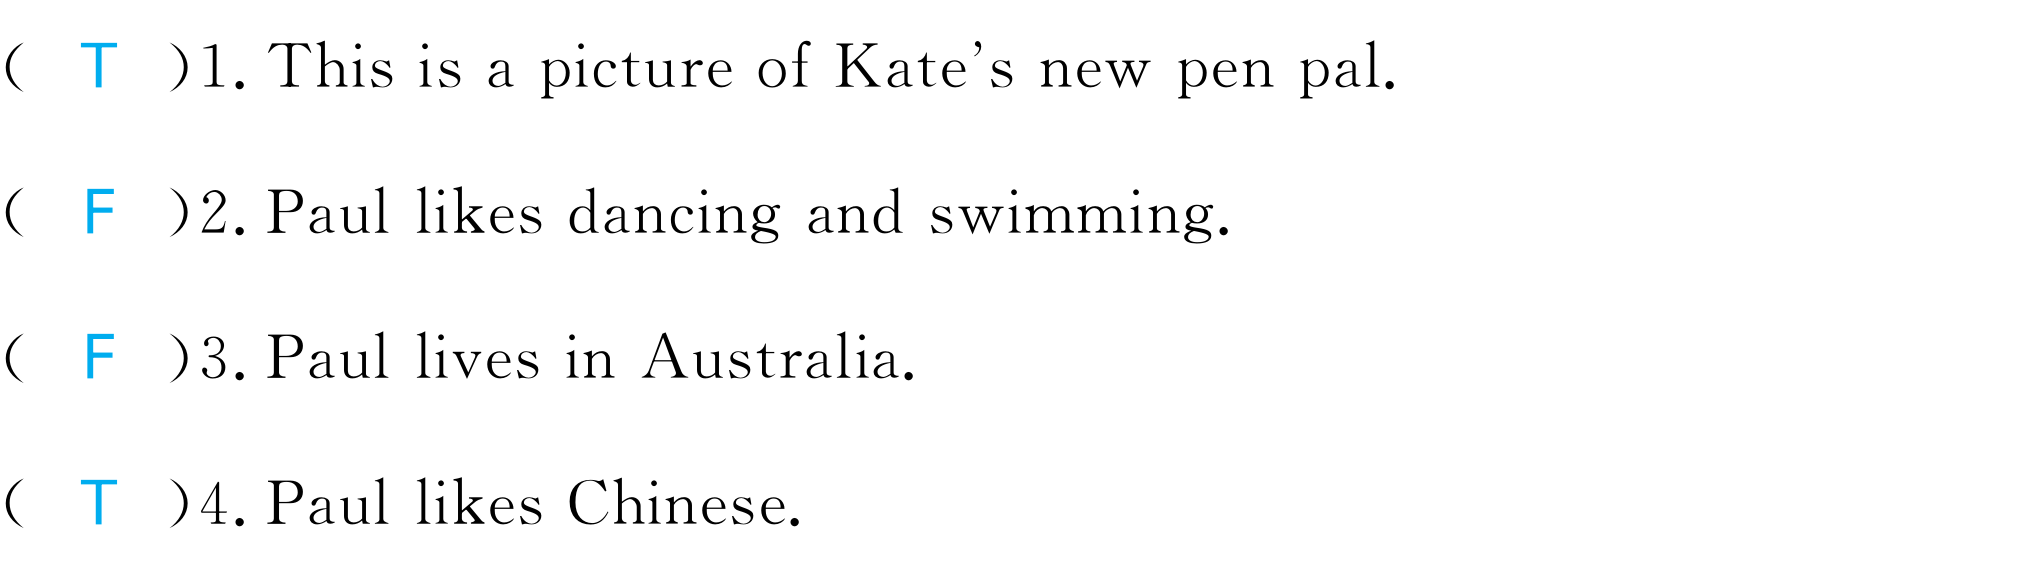 ( T )1. This is a picture of Kate's new pen pal.
( F )2. Paul likes dancing and swimming.
( F )3. Paul lives in Australia.
( T )4. Paul likes Chinese.